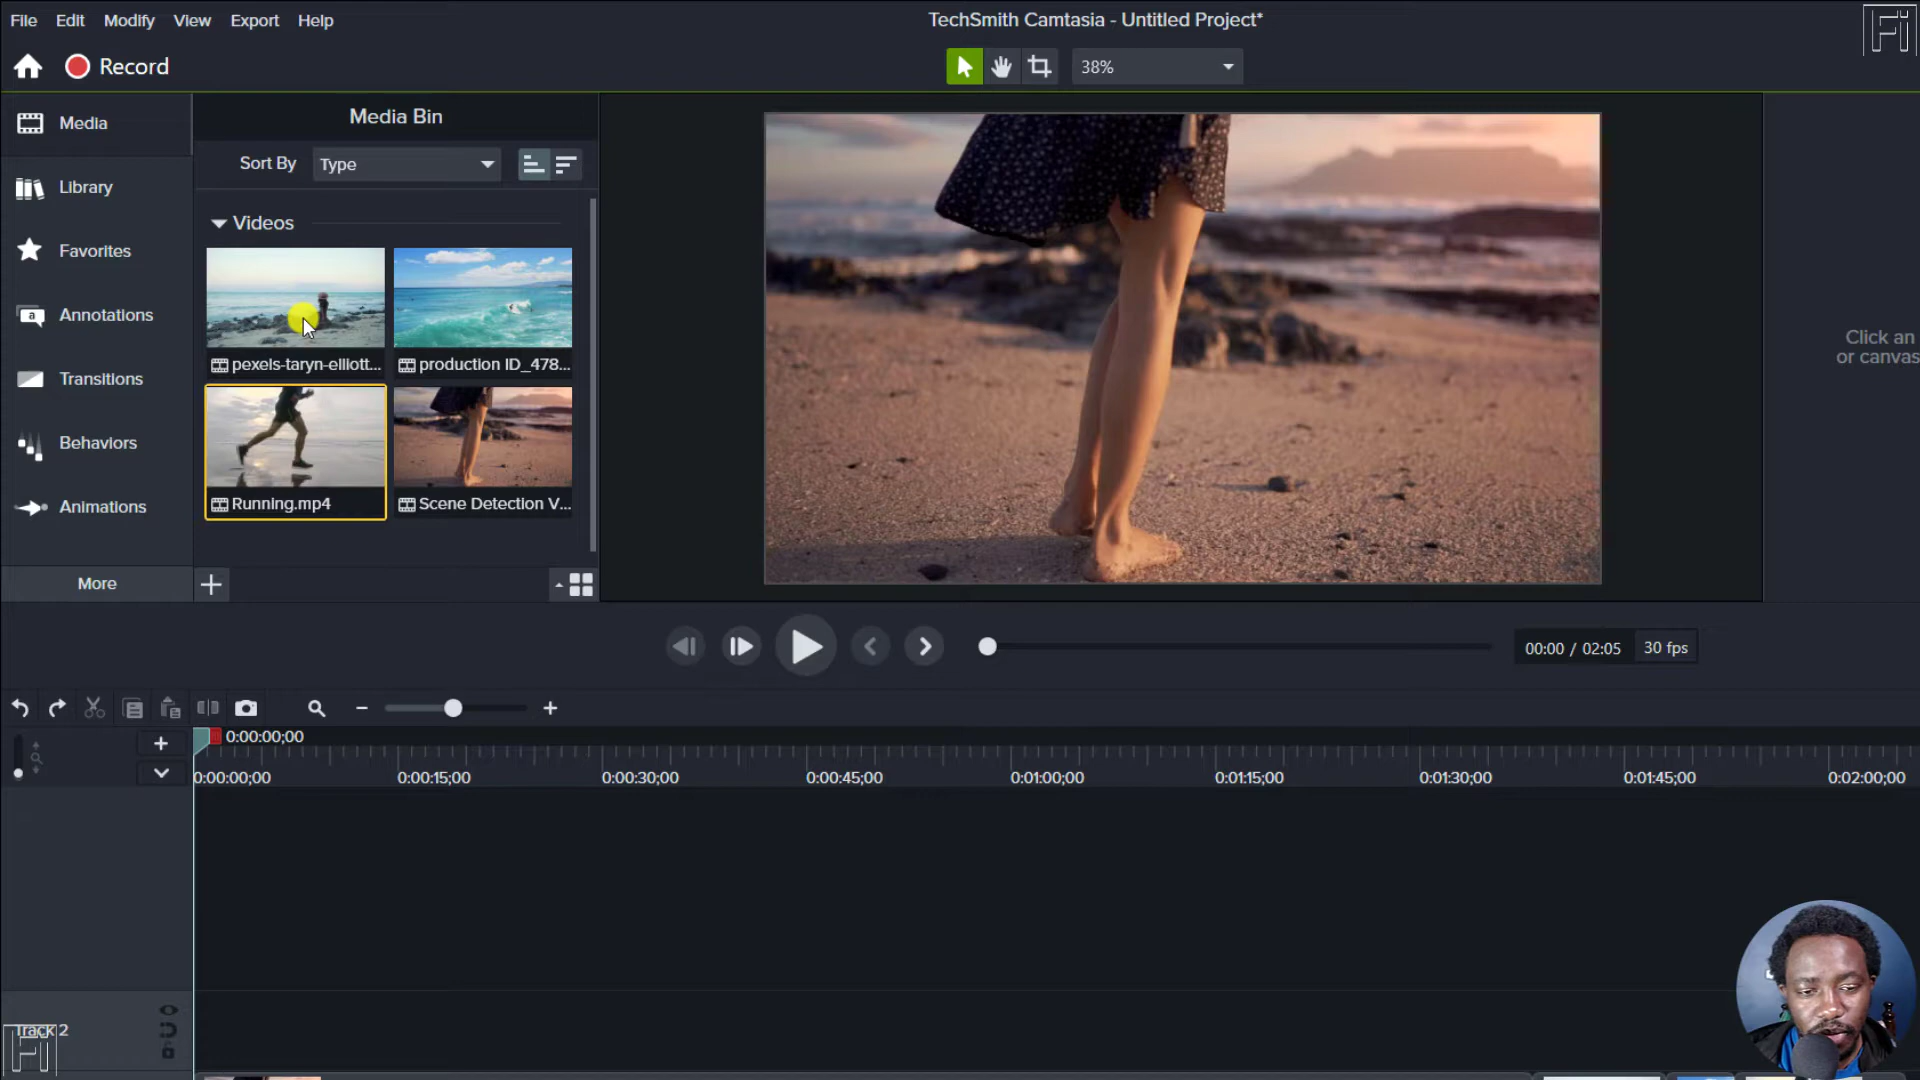 File Edit Modify View Export Help
TechSmith Camtasia - Untitled Project*
Fi
Record
38%
Media
Media Bin
Sort By Type
Library
Videos
Favorites
Annotations
Click an
or canvas
pexels-taryn-elliott...
production ID_478...
Transitions
Behaviors
Running.mp4
Scene Detection V...
Animations
More
00:00 / 02:05 30 fps
0:00:00;00
0:00:00;00 0:00:15;00 0:00:30;00 0:00:45;00 0:01:00;00 0:01:15;00 0:01:30;00 0:01:45;00 0:02:00;00
Track 2
Fi